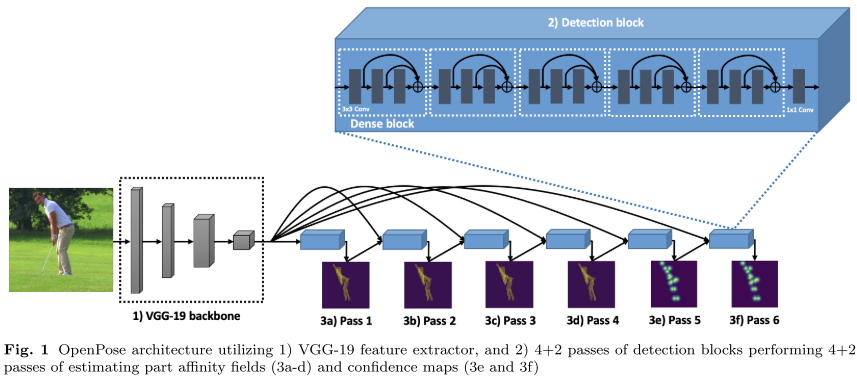 2) Detection block
3x3 Conv
1x1 Conv
Dense block
1) VGG-19 backbone
3a) Pass 1
3b) Pass 2
3c) Pass 3
3d) Pass 4
3e) Pass 5
3f) Pass 6
Fig. 1 OpenPose architecture utilizing 1) VGG-19 feature extractor, and 2) 4+2 passes of detection blocks performing 4+2
passes of estimating part affinity fields (3a-d) and confidence maps (3e and 3f)